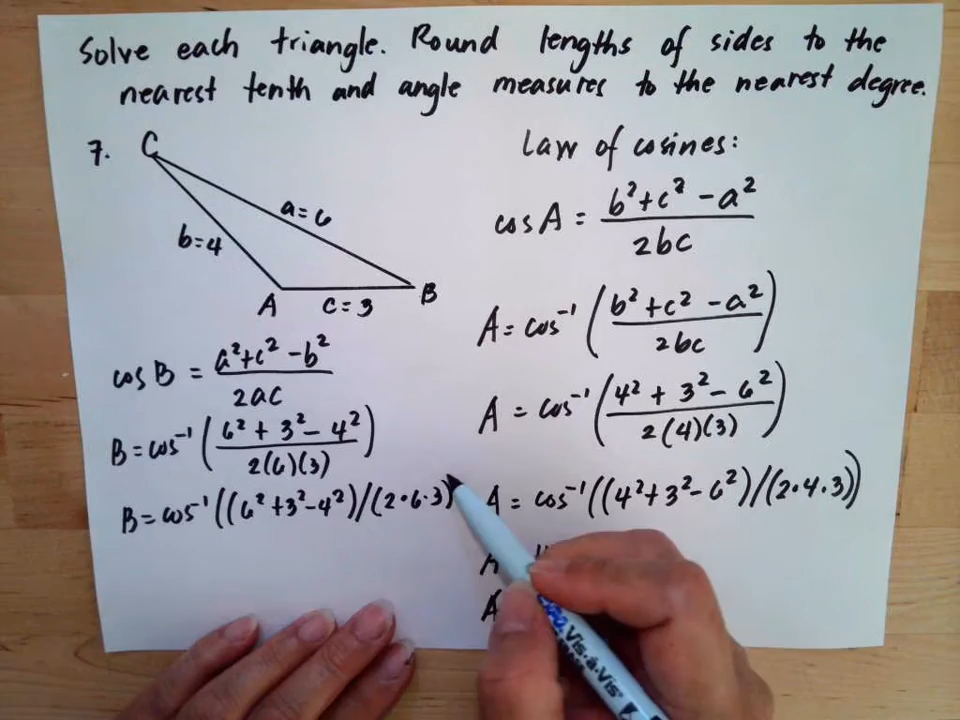 Solve each triangle. Round lengths of sides to the
nearest tenth and angle measures to the nearest degree.
7.
C
a=6
b=4
A
c=3
B
cos B = a²+c²-b² / 2ac
B = cos⁻¹ ( 6² + 3² - 4² / 2(6)(3) )
B = cos⁻¹((6²+3²-4²)/(2•6•3)
Law of cosines:
cos A = b²+c²-a² / 2bc
A = cos⁻¹ ( b²+c²-a² / 2bc )
A = cos⁻¹ ( 4² + 3² - 6² / 2(4)(3) )
A = cos⁻¹((4²+3²-6²)/(2•4•3))
A
A
Vis-à-Vis